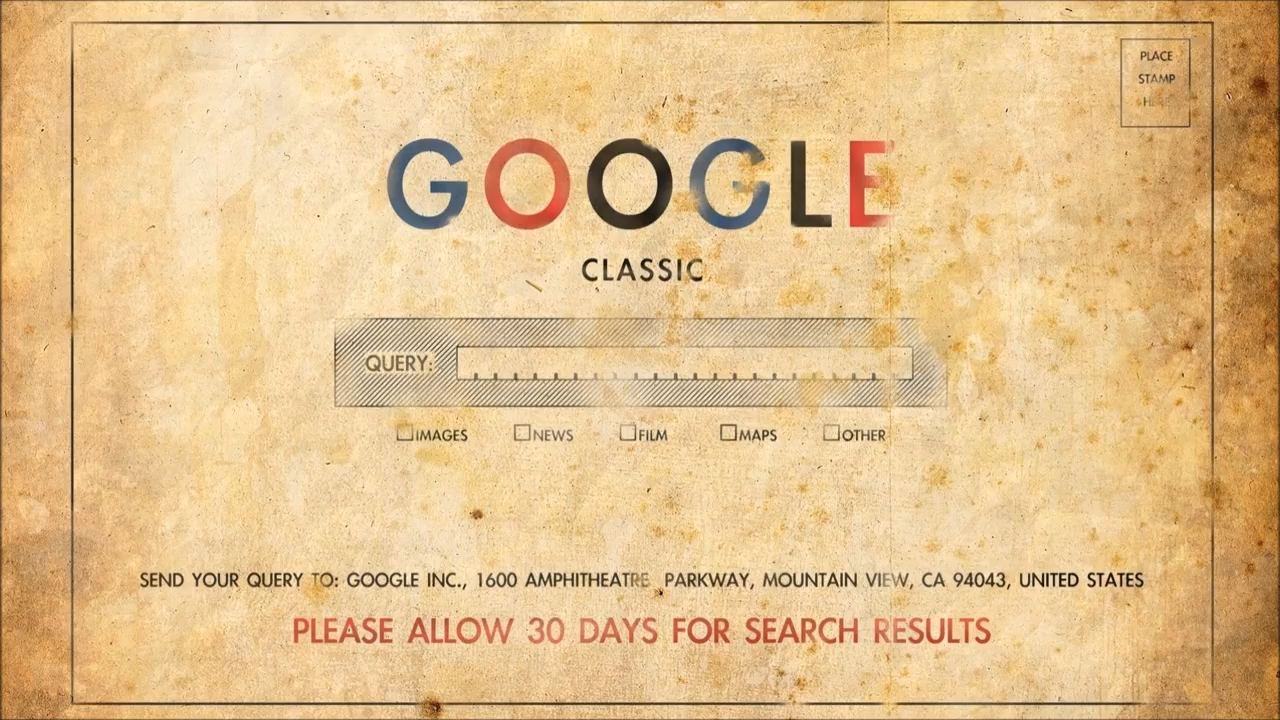 PLACE
STAMP
HERE
GOOGLE
CLASSIC
QUERY:
IMAGES NEWS FILM MAPS OTHER
SEND YOUR QUERY TO: GOOGLE INC., 1600 AMPHITHEATRE PARKWAY, MOUNTAIN VIEW, CA 94043, UNITED STATES
PLEASE ALLOW 30 DAYS FOR SEARCH RESULTS